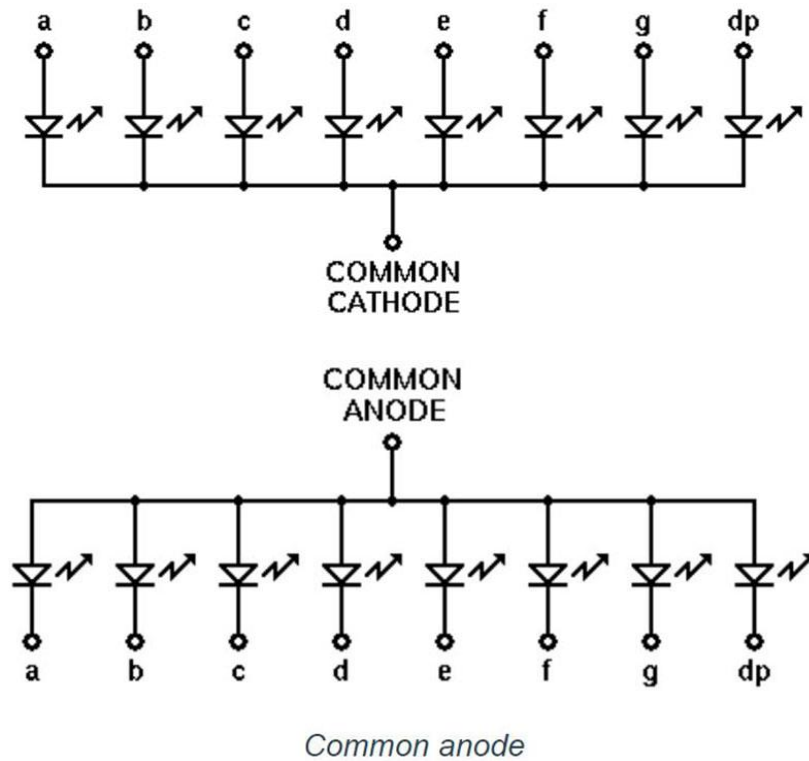 a b c d e f g dp
COMMON
CATHODE
COMMON
ANODE
a b c d e f g dp
Common anode